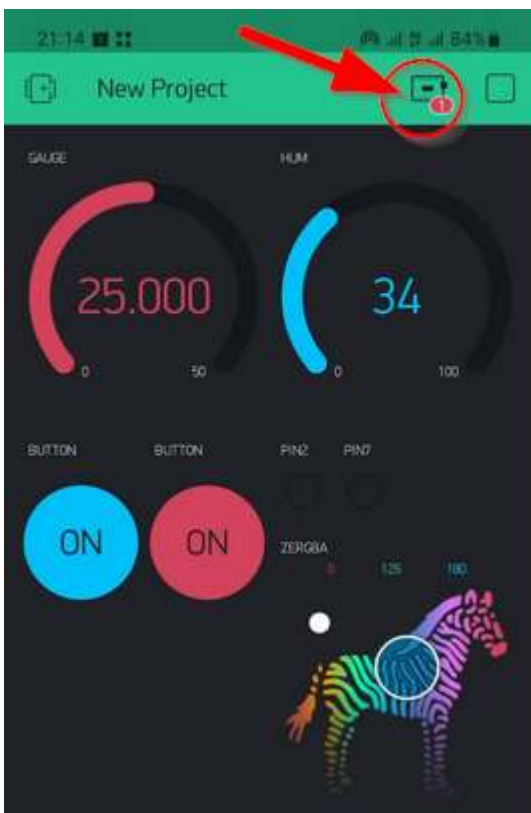 21:14 84%
New Project
1
GAUGE HUM
25.000 34
0 50 0 100
BUTTON BUTTON PIN2 PIN7
ON ON
ZERGBA
0 125 180